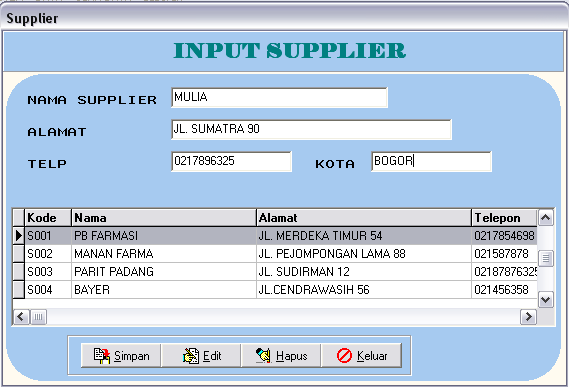 Supplier
INPUT SUPPLIER
NAMA SUPPLIER MULIA
ALAMAT JL. SUMATRA 90
TELP 0217896325 KOTA BOGOR
Kode Nama Alamat Telepon
S001 PB FARMASI JL. MERDEKA TIMUR 54 0217854698
S002 MANAN FARMA JL. PEJOMPONGAN LAMA 88 021587878
S003 PARIT PADANG JL. SUDIRMAN 12 02187876325
S004 BAYER JL.CENDRAWASIH 56 021456358
Simpan Edit Hapus Keluar